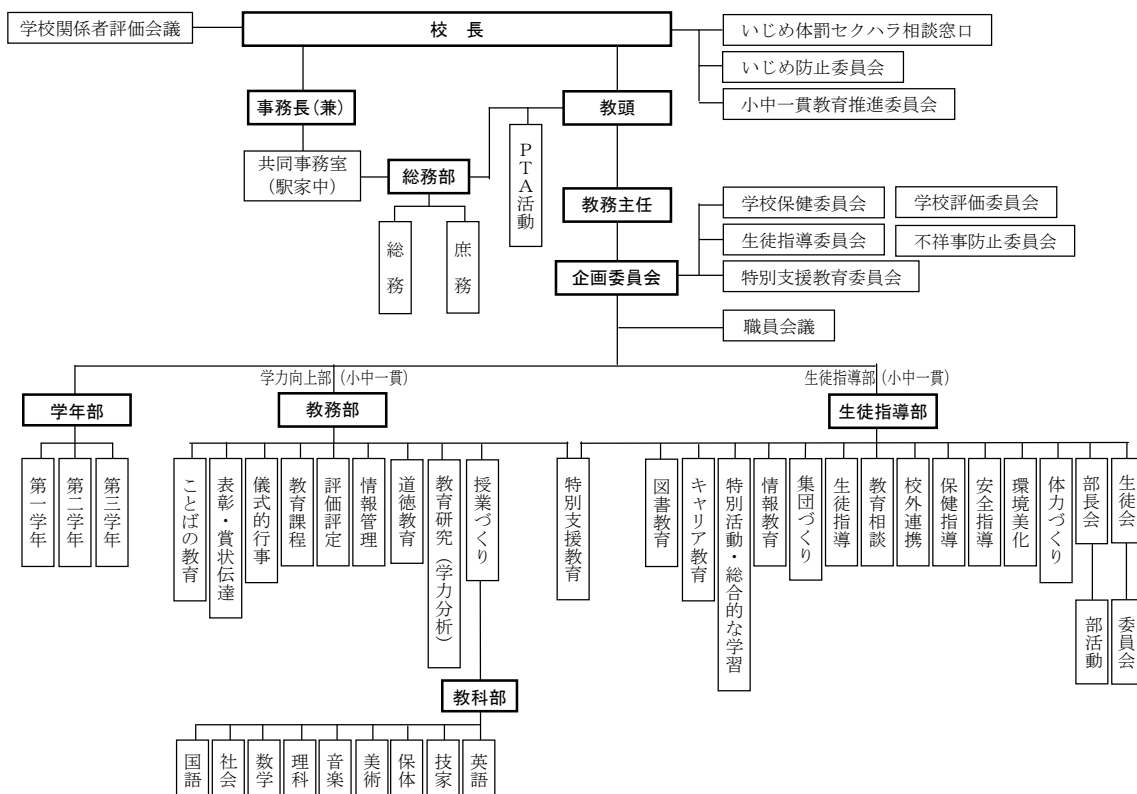 学校関係者評価会議
校　長
いじめ体罰セクハラ相談窓口
いじめ防止委員会
小中一貫教育推進委員会
事務長（兼）
教頭
共同事務室
（駅家中）
総務部
PTA活動
総　務
庶　務
教務主任
学校保健委員会
学校評価委員会
生徒指導委員会
不祥事防止委員会
企画委員会
特別支援教育委員会
職員会議
学力向上部（小中一貫）
生徒指導部（小中一貫）
学年部
教務部
生徒指導部
第一学年
第二学年
第三学年
ことばの教育
表彰・賞状伝達
儀式的行事
教育課程
評価評定
情報管理
道徳教育
教育研究（学力分析）
授業づくり
特別支援教育
図書教育
キャリア教育
特別活動・総合的な学習
情報教育
集団づくり
生徒指導
教育相談
校外連携
保健指導
安全指導
環境美化
体力づくり
部長会
生徒会
部活動
委員会
教科部
国語
社会
数学
理科
音楽
美術
保体
技家
英語